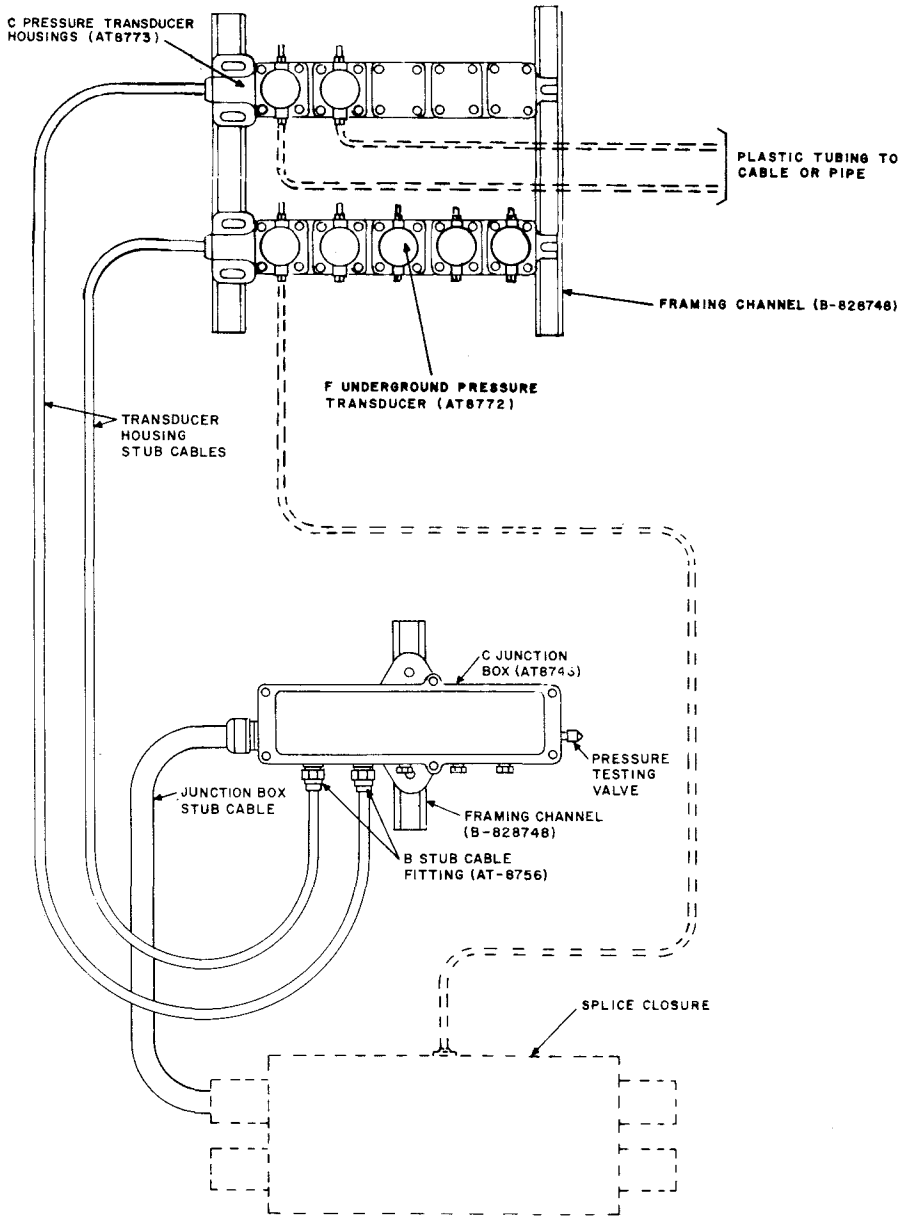 C PRESSURE TRANSDUCER
HOUSINGS (AT8773)
PLASTIC TUBING TO
CABLE OR PIPE
FRAMING CHANNEL (B-828748)
F UNDERGROUND PRESSURE
TRANSDUCER (AT8772)
TRANSDUCER
HOUSING
STUB CABLES
C JUNCTION
BOX (AT8745)
PRESSURE
TESTING
VALVE
JUNCTION BOX
STUB CABLE
FRAMING CHANNEL
(B-828748)
B STUB CABLE
FITTING (AT-8756)
SPLICE CLOSURE